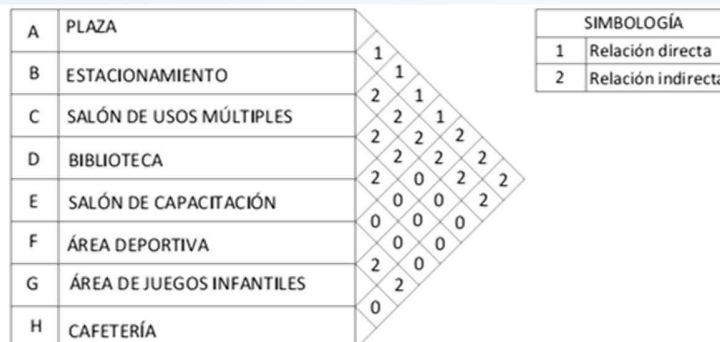 A PLAZA
B ESTACIONAMIENTO
C SALÓN DE USOS MÚLTIPLES
D BIBLIOTECA
E SALÓN DE CAPACITACIÓN
F ÁREA DEPORTIVA
G ÁREA DE JUEGOS INFANTILES
H CAFETERÍA
1
1
2 1
2 1
2 2 2
2 2 2
2 0 2 2
0 0 2
0 0 0
0 0
2 0
2
0
SIMBOLOGÍA
1 Relación directa
2 Relación indirecta